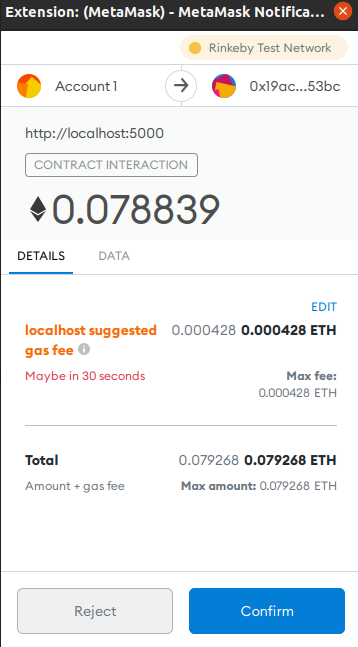 Extension: (MetaMask) - MetaMask Notifica...
Rinkeby Test Network
Account 1
0x19ac...53bc
http://localhost:5000
CONTRACT INTERACTION
0.078839
DETAILS DATA
EDIT
localhost suggested 0.000428 0.000428 ETH
gas fee
Maybe in 30 seconds Max fee:
0.000428 ETH
Total 0.079268 0.079268 ETH
Amount + gas fee Max amount: 0.079268 ETH
Reject Confirm